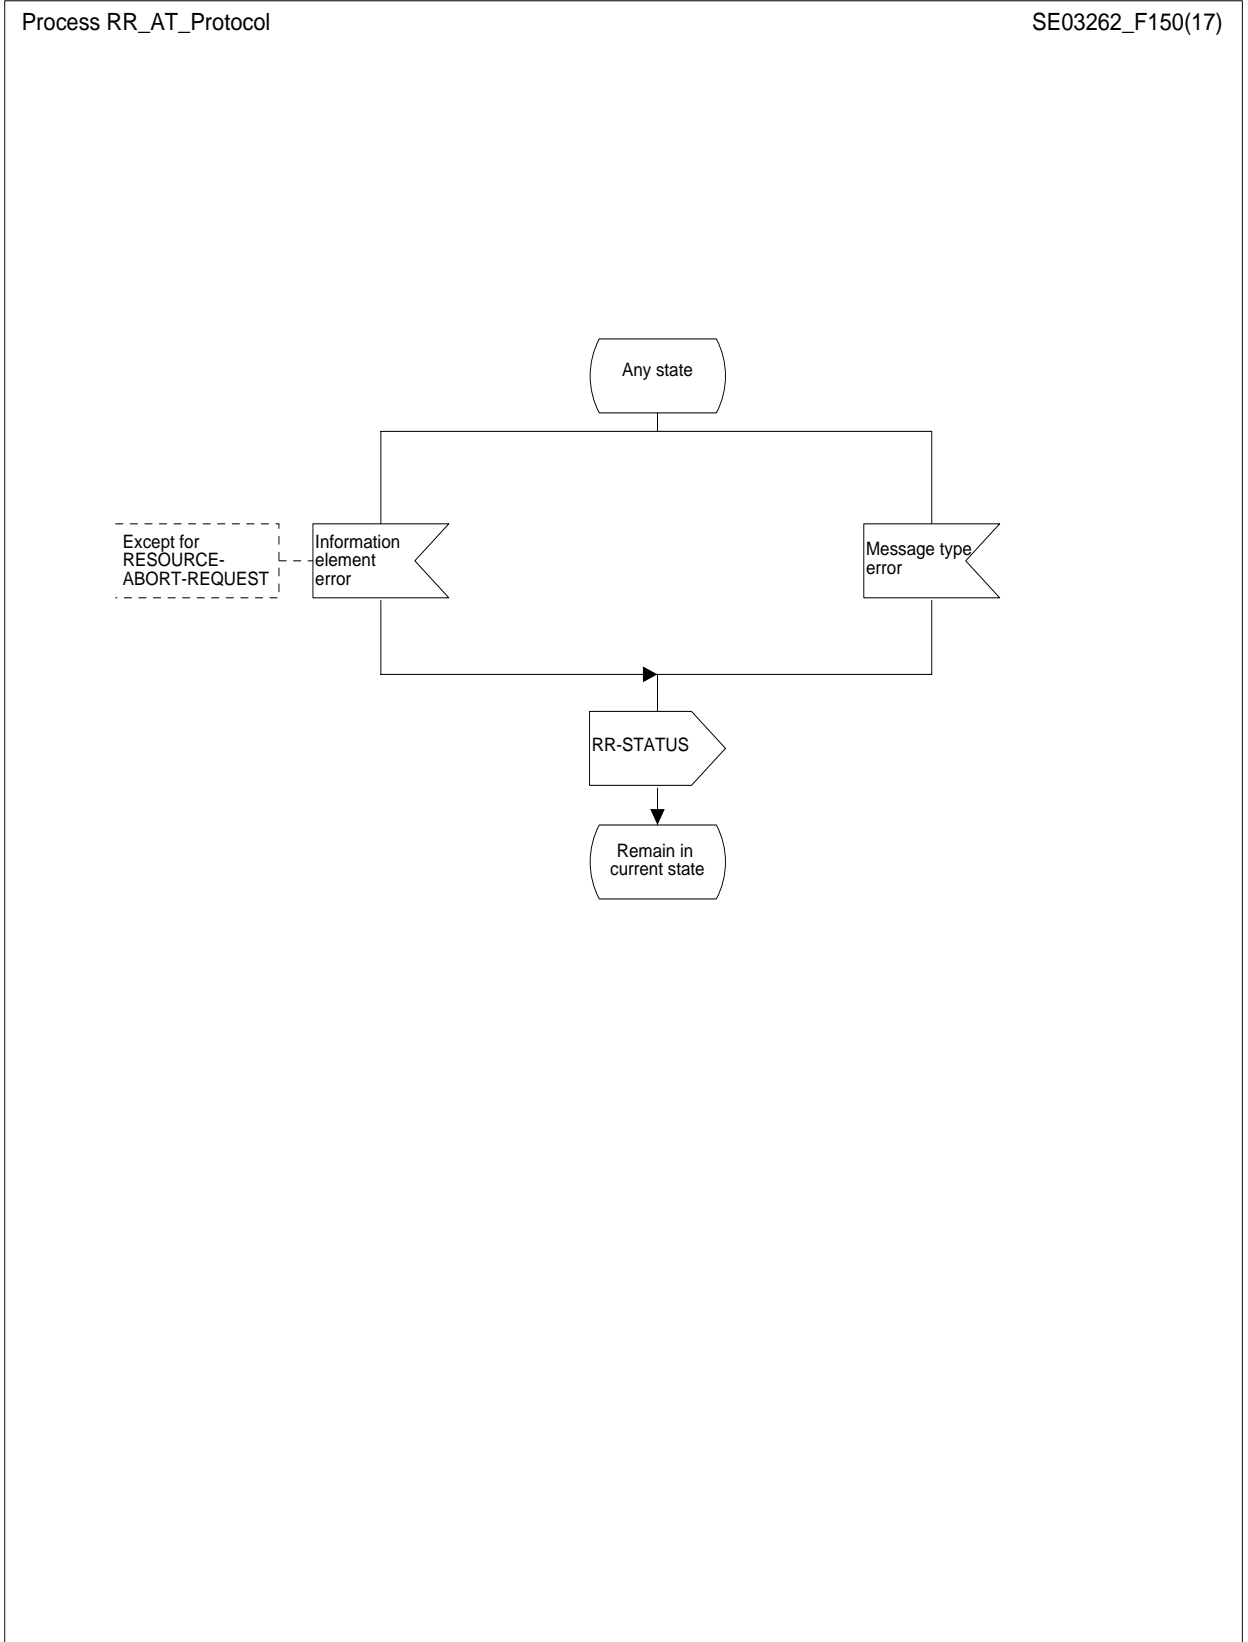 Process RR_AT_Protocol
SE03262_F150(17)
Any state
Except for
RESOURCE-
ABORT-REQUEST
Information
element
error
Message type
error
RR-STATUS
Remain in
current state